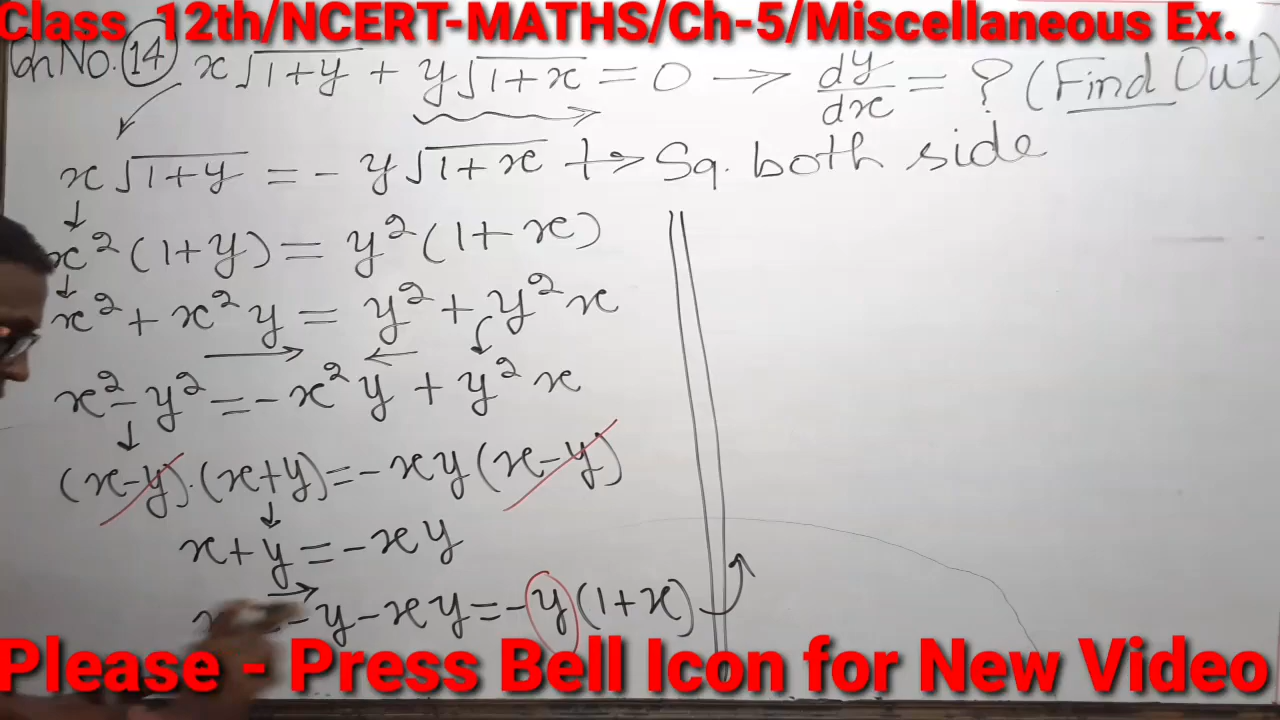 Class 12th/NCERT-MATHS/Ch-5/Miscellaneous Ex.
No. 14 x√1+y + y√1+x = 0 → dy/dx = ? (Find Out)
x√1+y = - y√1+x → Sq. both side
x²(1+y) = y²(1+x)
x² + x²y = y² + y²x
x² - y² = -x²y + y²x
(x-y).(x+y) = -xy(x-y)
x+y = -xy
= -y-xy = -y(1+x)
Please - Press Bell Icon for New Video